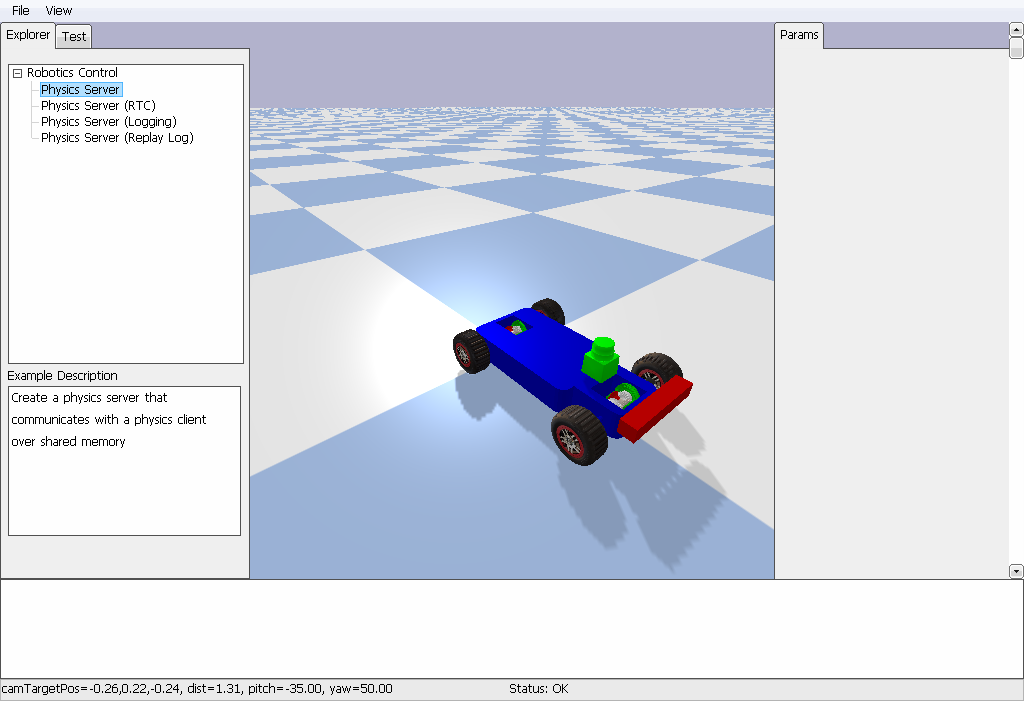 File View
Explorer Test
Params
Robotics Control
Physics Server
Physics Server (RTC)
Physics Server (Logging)
Physics Server (Replay Log)
Example Description
Create a physics server that
communicates with a physics client
over shared memory
camTargetPos=-0.26,0.22,-0.24, dist=1.31, pitch=-35.00, yaw=50.00
Status: OK